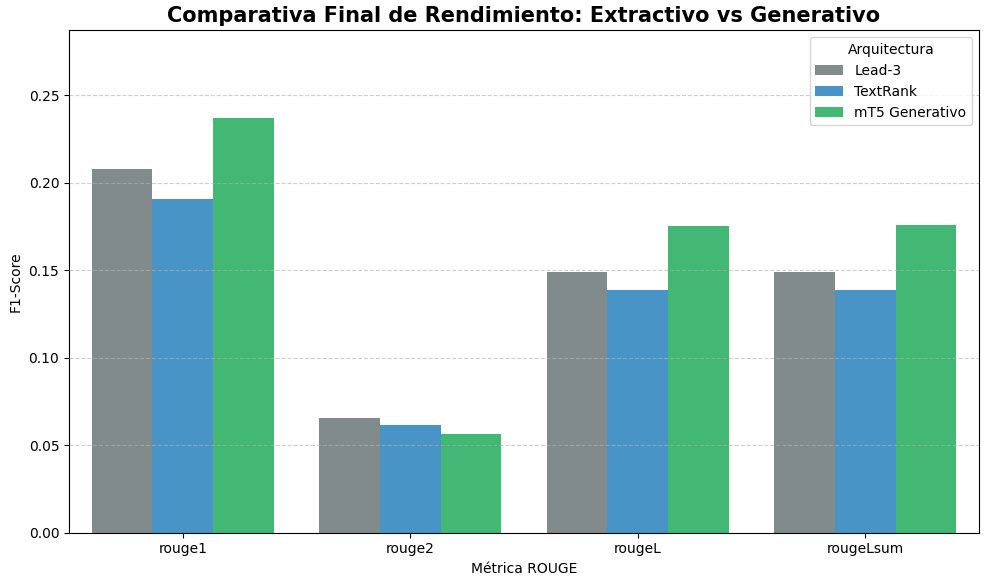 Comparativa Final de Rendimiento: Extractivo vs Generativo
Arquitectura
Lead-3
TextRank
mT5 Generativo
F1-Score
0.25
0.20
0.15
0.10
0.05
0.00
rouge1
rouge2
rougeL
rougeLsum
Métrica ROUGE